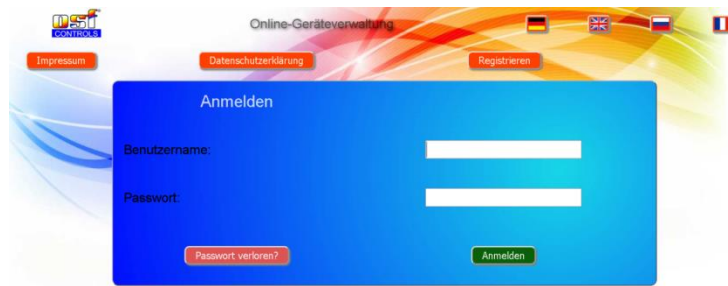 osf
CONTROLS
Online-Geräteverwaltung
Impressum
Datenschutzerklärung
Registrieren
Anmelden
Benutzername:
Passwort:
Passwort verloren?
Anmelden